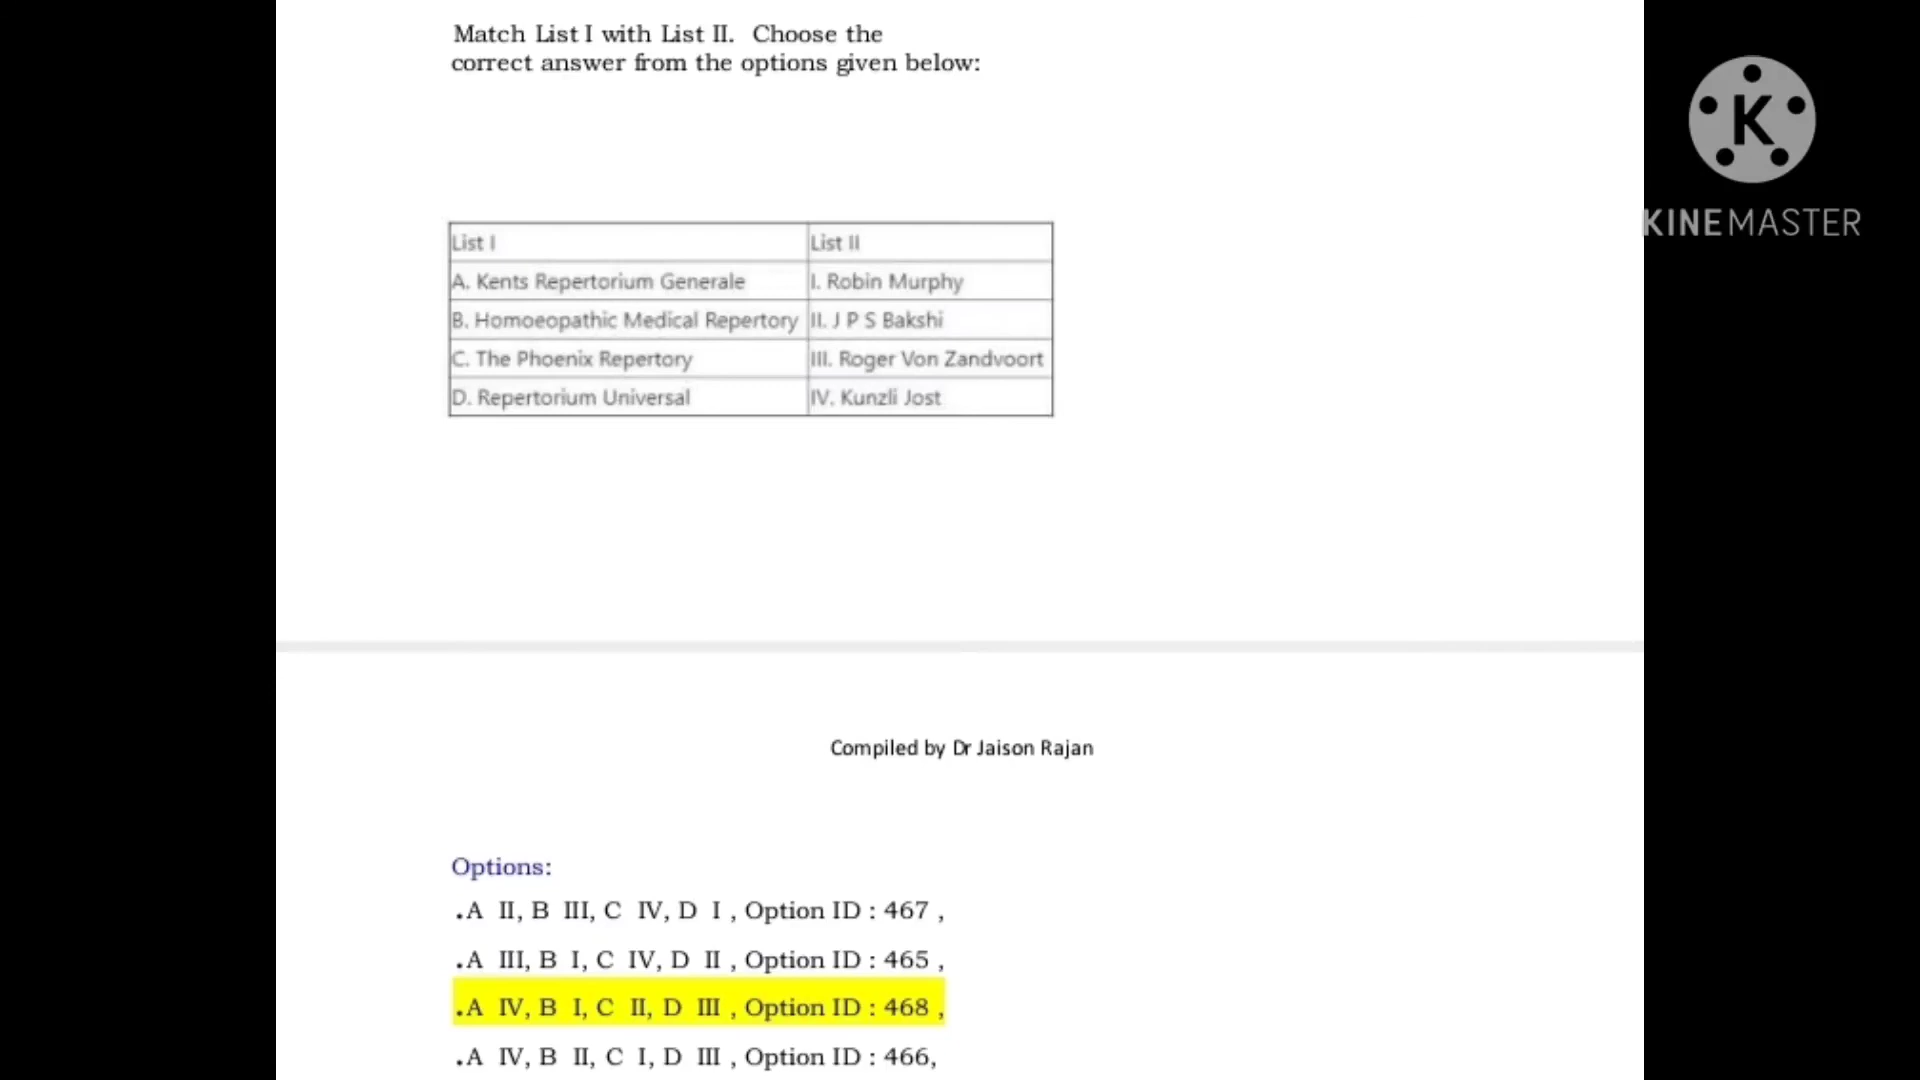 Match List I with List II. Choose the
correct answer from the options given below:
K
KINEMASTER
List I List II
A. Kents Repertorium Generale I. Robin Murphy
B. Homoeopathic Medical Repertory II. J P S Bakshi
C. The Phoenix Repertory III. Roger Von Zandvoort
D. Repertorium Universal IV. Kunzli Jost
Compiled by Dr Jaison Rajan
Options:
.A II, B III, C IV, D I , Option ID : 467 ,
.A III, B I, C IV, D II , Option ID : 465 ,
.A IV, B I, C II, D III , Option ID : 468 ,
.A IV, B II, C I, D III , Option ID : 466,